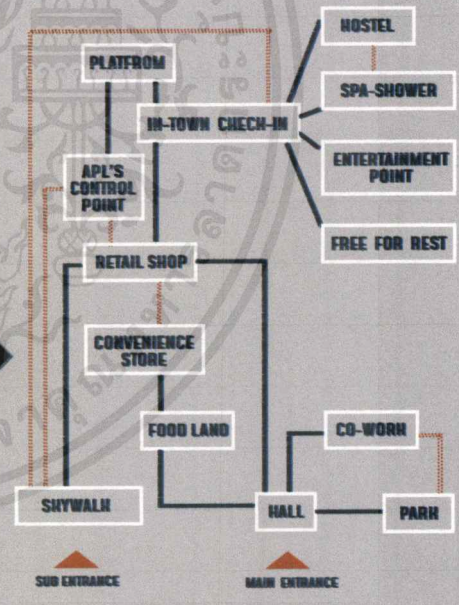 HOSTEL
PLATFROM
SPA-SHOWER
IN-TOWN CHECH-IN
ENTERTAINMENT
POINT
APL'S
CONTROL
POINT
FREE FOR REST
RETAIL SHOP
CONVENIENCE
STORE
FOOD LAND
CO-WORH
SHYWALH
HALL
PARH
SUB ENTRANCE
MAIN ENTRANCE